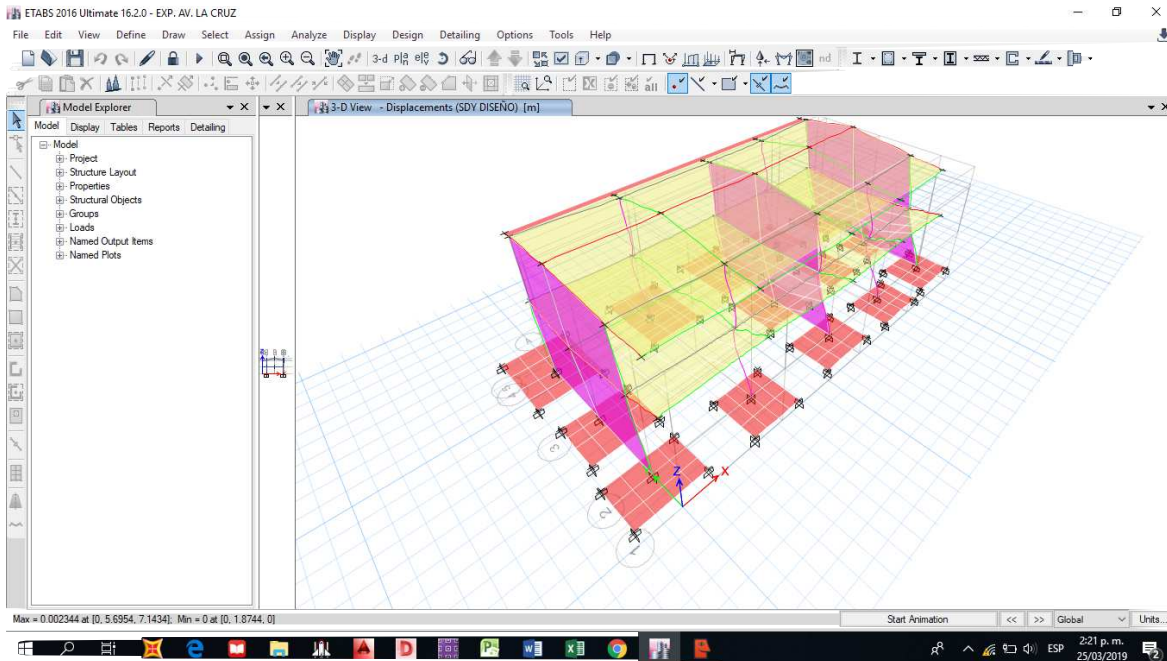 ETABS 2016 Ultimate 16.2.0 - EXP. AV. LA CRUZ
File Edit View Define Draw Select Assign Analyze Display Design Detailing Options Tools Help
3-d
nd
all
Model Explorer
3-D View - Displacements (SDY DISEÑO) [m]
Model Display Tables Reports Detailing
Model
Project
Structure Layout
Properties
Structural Objects
Groups
Loads
Named Output Items
Named Plots
Z
X
3
2
1
Max = 0.002344 at [0, 5.6954, 7.1434]; Min = 0 at [0, 1.8744, 0]
Start Animation << >> Global Units...
ESP
2:21 p. m.
25/03/2019